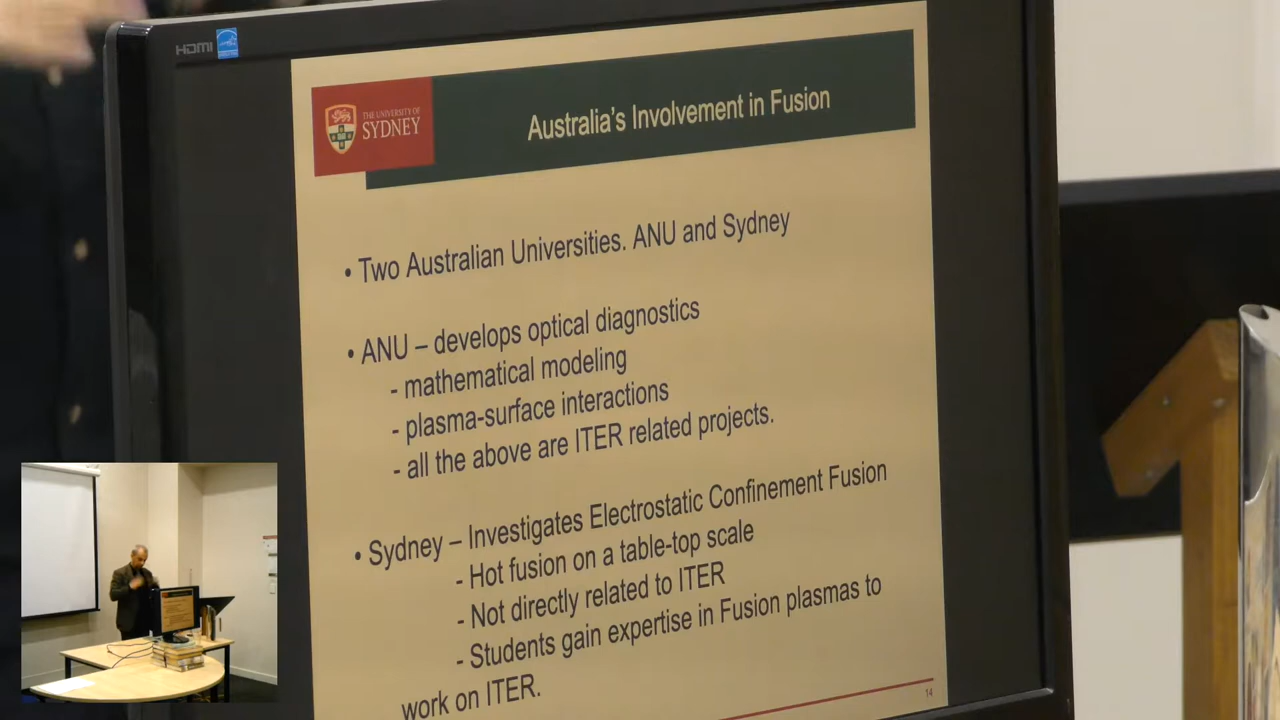 HDMI
THE UNIVERSITY OF
SYDNEY
Australia's Involvement in Fusion
• Two Australian Universities. ANU and Sydney
• ANU – develops optical diagnostics
- mathematical modeling
- plasma-surface interactions
- all the above are ITER related projects.
• Sydney – Investigates Electrostatic Confinement Fusion
- Hot fusion on a table-top scale
- Not directly related to ITER
- Students gain expertise in Fusion plasmas to
work on ITER.
14